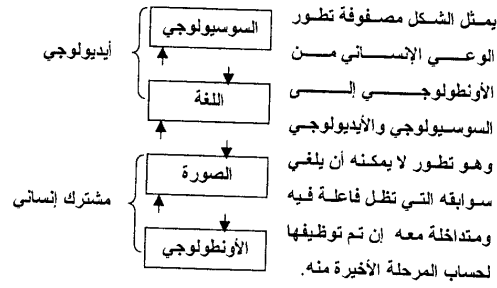 يمثل الشكل مصفوفة تطور
الوعي الإنساني من
الأونطولوجي إلى
السوسيولوجي والأيديولوجي
وهو تطور لا يمكنه أن يلغي
سوابقه التي تظل فاعلة فيه
ومتداخلة معه إن تم توظيفها
لحساب المرحلة الأخيرة منه.
السوسيولوجي
اللغة
الصورة
الأونطولوجي
أيديولوجي
مشترك إنساني